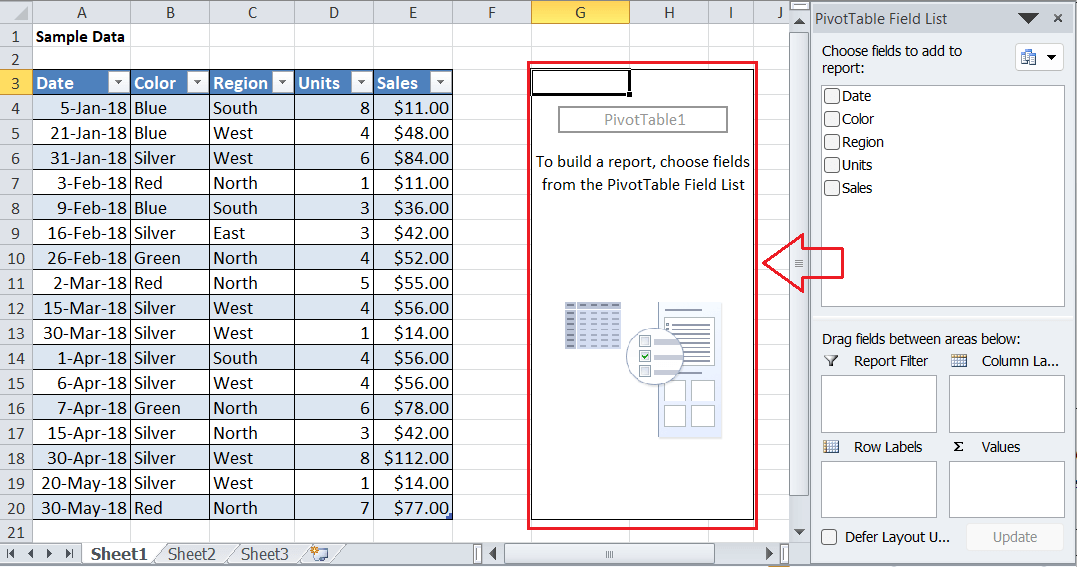 A B C D E F G H I J
1 Sample Data
2
3 Date Color Region Units Sales
4 5-Jan-18 Blue South 8 $11.00
5 21-Jan-18 Blue West 4 $48.00
6 31-Jan-18 Silver West 6 $84.00
7 3-Feb-18 Red North 1 $11.00
8 9-Feb-18 Blue South 3 $36.00
9 16-Feb-18 Silver East 3 $42.00
10 26-Feb-18 Green North 4 $52.00
11 2-Mar-18 Red North 5 $55.00
12 15-Mar-18 Silver West 4 $56.00
13 30-Mar-18 Silver West 1 $14.00
14 1-Apr-18 Silver South 4 $56.00
15 6-Apr-18 Silver West 4 $56.00
16 7-Apr-18 Green North 6 $78.00
17 15-Apr-18 Silver North 3 $42.00
18 30-Apr-18 Silver West 8 $112.00
19 20-May-18 Silver West 1 $14.00
20 30-May-18 Red North 7 $77.00
21
Sheet1 Sheet2 Sheet3
PivotTable1
To build a report, choose fields
from the PivotTable Field List
PivotTable Field List
Choose fields to add to
report:
Date
Color
Region
Units
Sales
Drag fields between areas below:
Report Filter Column La...
Row Labels Σ Values
Defer Layout U... Update